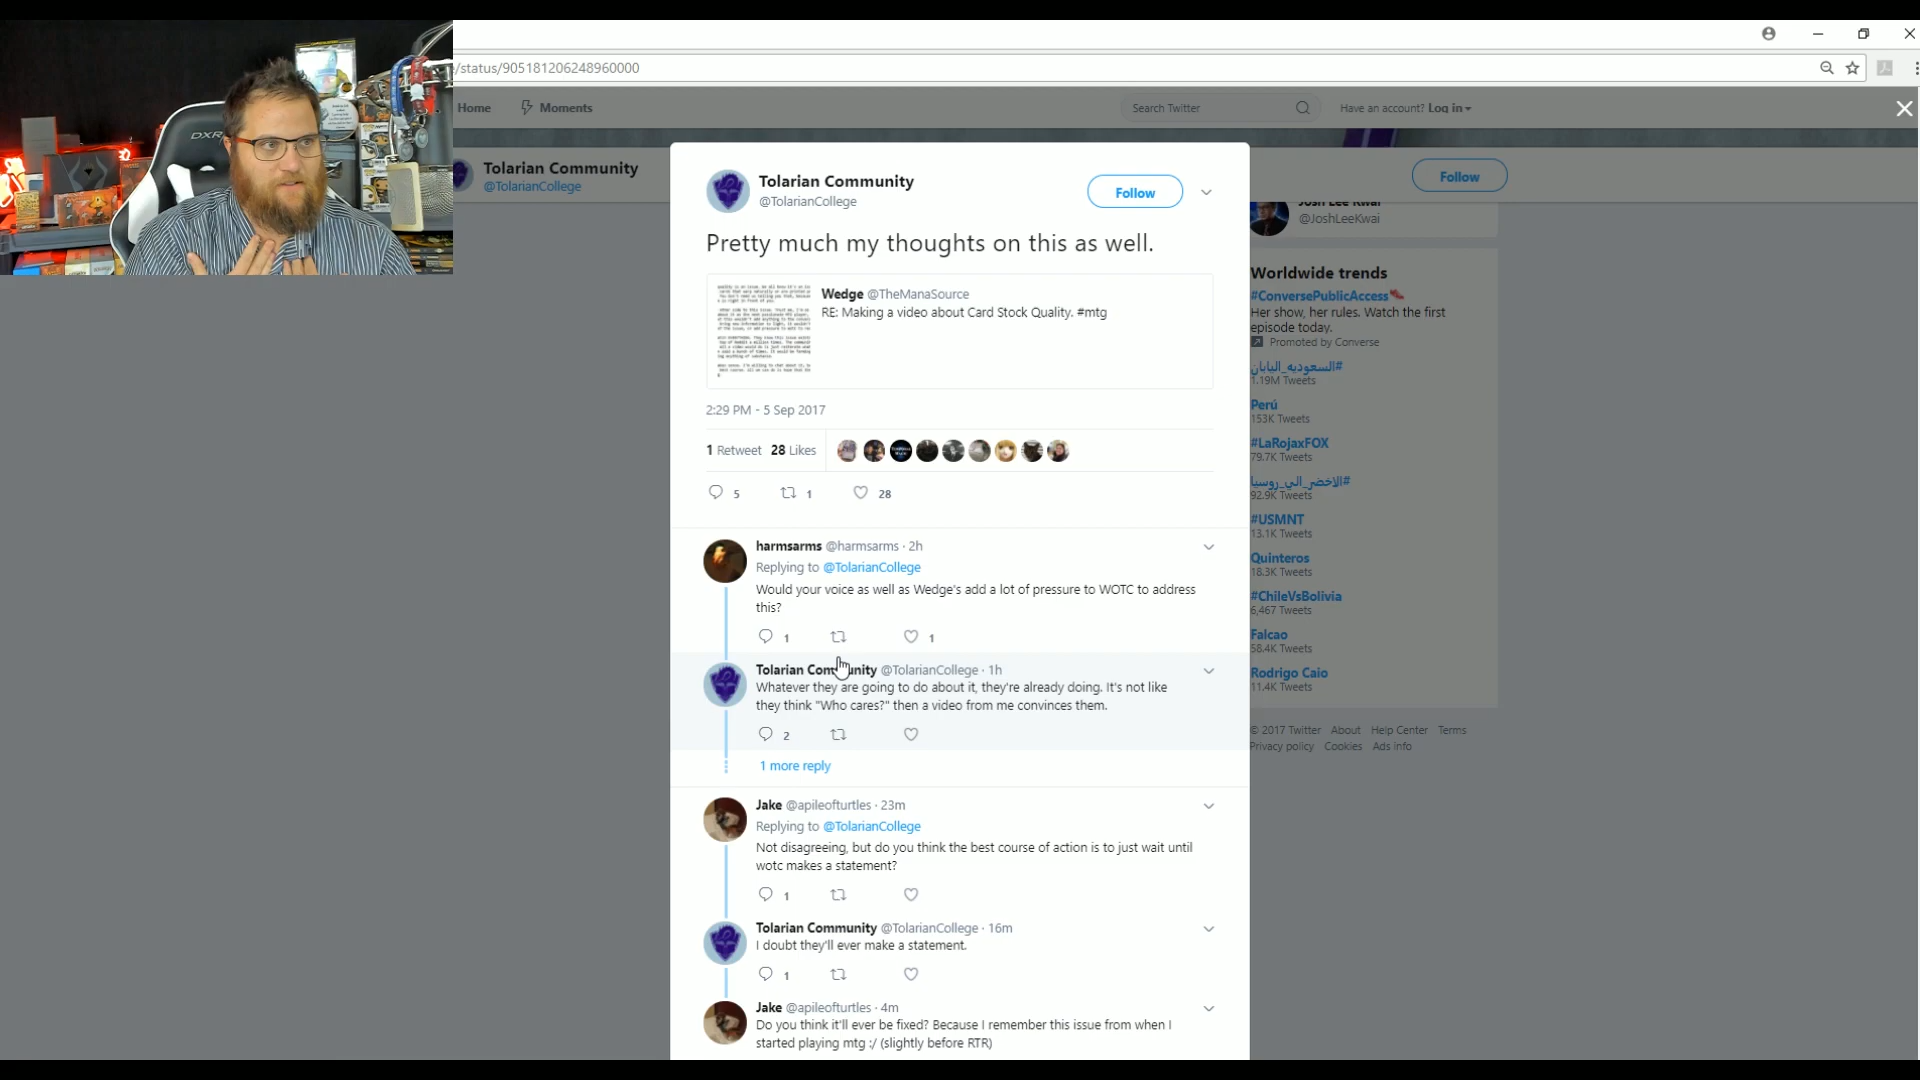 /status/905181206248960000
Home
Moments
Search Twitter
Have an account? Log in
DXR
Tolarian Community
@TolarianCollege
Follow
Tolarian Community
@TolarianCollege
Follow
Pretty much my thoughts on this as well.
Wedge @TheManaSource
RE: Making a video about Card Stock Quality. #mtg
2:29 PM - 5 Sep 2017
1 Retweet 28 Likes
5 1 28
harmsarms @harmsarms · 2h
Replying to @TolarianCollege
Would your voice as well as Wedge's add a lot of pressure to WOTC to address
this?
1 1
Tolarian Community @TolarianCollege · 1h
Whatever they are going to do about it, they're already doing. It's not like
they think "Who cares?" then a video from me convinces them.
2
1 more reply
Jake @apileofturtles · 23m
Replying to @TolarianCollege
Not disagreeing, but do you think the best course of action is to just wait until
wotc makes a statement?
1
Tolarian Community @TolarianCollege · 16m
I doubt they'll ever make a statement.
1
Jake @apileofturtles · 4m
Do you think it'll ever be fixed? Because I remember this issue from when I
started playing mtg :/ (slightly before RTR)
Josh Lee Kwai
@JoshLeeKwai
Worldwide trends
#ConversePublicAccess
Her show, her rules. Watch the first
episode today.
Promoted by Converse
#السعوديه_اليابان
1.19M Tweets
Perú
153K Tweets
#LaRojaxFOX
79.7K Tweets
#الاخضر_الي_روسيا
92.9K Tweets
#USMNT
13.1K Tweets
Quinteros
18.3K Tweets
#ChileVsBolivia
6,467 Tweets
Falcao
58.4K Tweets
Rodrigo Caio
11.4K Tweets
© 2017 Twitter About Help Center Terms
Privacy policy Cookies Ads info